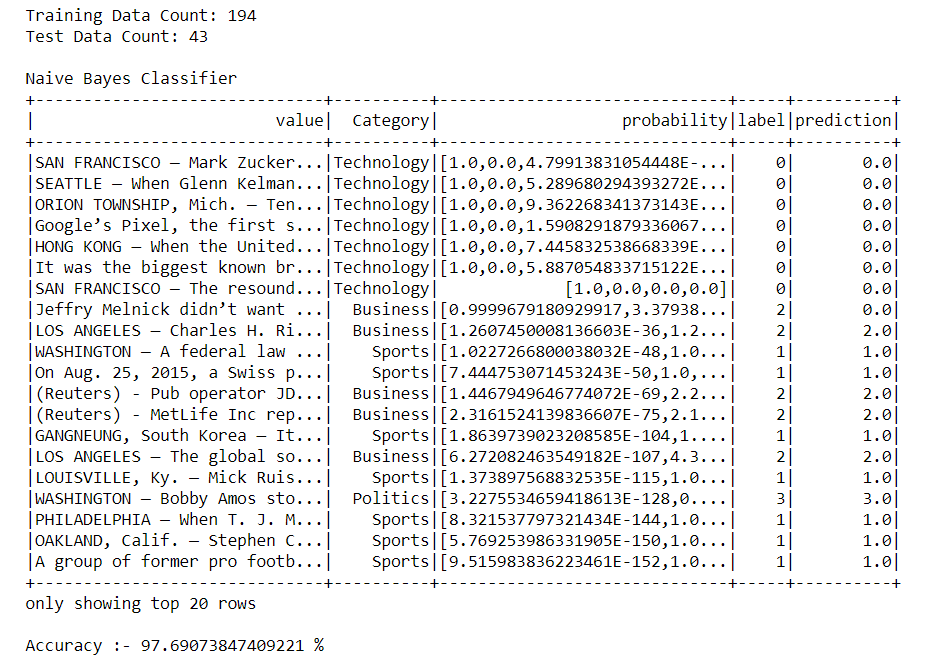 Training Data Count: 194
Test Data Count: 43
Naive Bayes Classifier
+----------------------------+----------+----------------------------+-----+----------+
|                       value|  Category|                 probability|label|prediction|
+----------------------------+----------+----------------------------+-----+----------+
|SAN FRANCISCO — Mark Zucker...|Technology|[1.0,0.0,4.79913831054448E-...|    0|       0.0|
|SEATTLE — When Glenn Kelman...|Technology|[1.0,0.0,5.289680294393272E...|    0|       0.0|
|ORION TOWNSHIP, Mich. — Ten...|Technology|[1.0,0.0,9.362268341373143E...|    0|       0.0|
|Google’s Pixel, the first s...|Technology|[1.0,0.0,1.5908291879336067...|    0|       0.0|
|HONG KONG — When the United...|Technology|[1.0,0.0,7.445832538668339E...|    0|       0.0|
|It was the biggest known br...|Technology|[1.0,0.0,5.887054833715122E...|    0|       0.0|
|SAN FRANCISCO — The resound...|Technology|             [1.0,0.0,0.0,0.0]|    0|       0.0|
|Jeffry Melnick didn’t want ...|  Business|[0.9999679180929917,3.37938...|    2|       0.0|
|LOS ANGELES — Charles H. Ri...|  Business|[1.2607450008136603E-36,1.2...|    2|       2.0|
|WASHINGTON — A federal law ...|    Sports|[1.0227266800038032E-48,1.0...|    1|       1.0|
|On Aug. 25, 2015, a Swiss p...|    Sports|[7.444753071453243E-50,1.0,...|    1|       1.0|
|(Reuters) - Pub operator JD...|  Business|[1.4467949646774072E-69,2.2...|    2|       2.0|
|(Reuters) - MetLife Inc rep...|  Business|[2.3161524139836607E-75,2.1...|    2|       2.0|
|GANGNEUNG, South Korea — It...|    Sports|[1.8639739023208585E-104,1....|    1|       1.0|
|LOS ANGELES — The global so...|  Business|[6.272082463549182E-107,4.3...|    2|       2.0|
|LOUISVILLE, Ky. — Mick Ruis...|    Sports|[1.373897568832535E-115,1.0...|    1|       1.0|
|WASHINGTON — Bobby Amos sto...|  Politics|[3.2275534659418613E-128,0....|    3|       3.0|
|PHILADELPHIA — When T. J. M...|    Sports|[8.321537797321434E-144,1.0...|    1|       1.0|
|OAKLAND, Calif. — Stephen C...|    Sports|[5.769253986331905E-150,1.0...|    1|       1.0|
|A group of former pro footb...|    Sports|[9.515983836223461E-152,1.0...|    1|       1.0|
+----------------------------+----------+----------------------------+-----+----------+
only showing top 20 rows
Accuracy :- 97.69073847409221 %